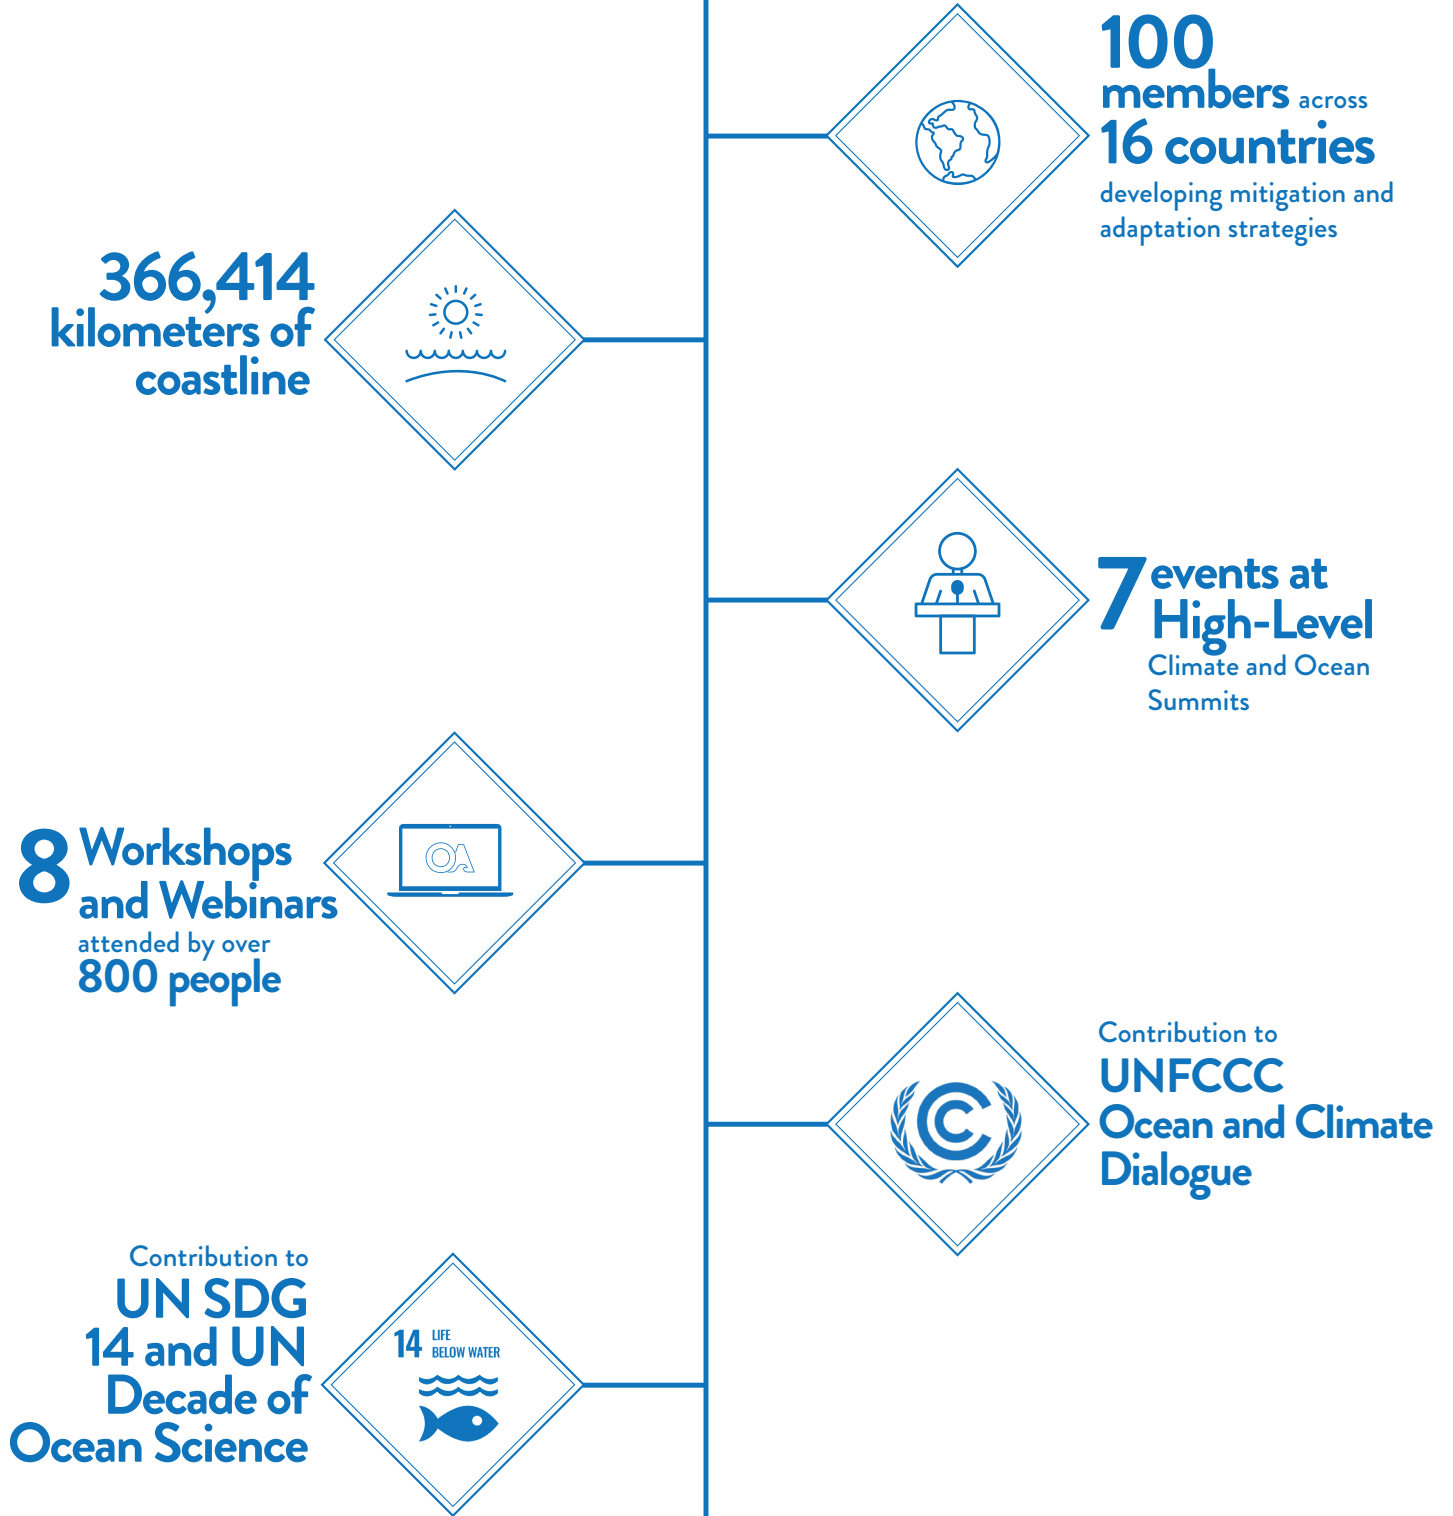 100
members across
16 countries
developing mitigation and
adaptation strategies
366,414
kilometers of
coastline
7 events at
High-Level
Climate and Ocean
Summits
8 Workshops
and Webinars
attended by over
800 people
OA
Contribution to
UNFCCC
Ocean and Climate
Dialogue
Contribution to
UN SDG
14 and UN
Decade of
Ocean Science
14 LIFE
BELOW WATER